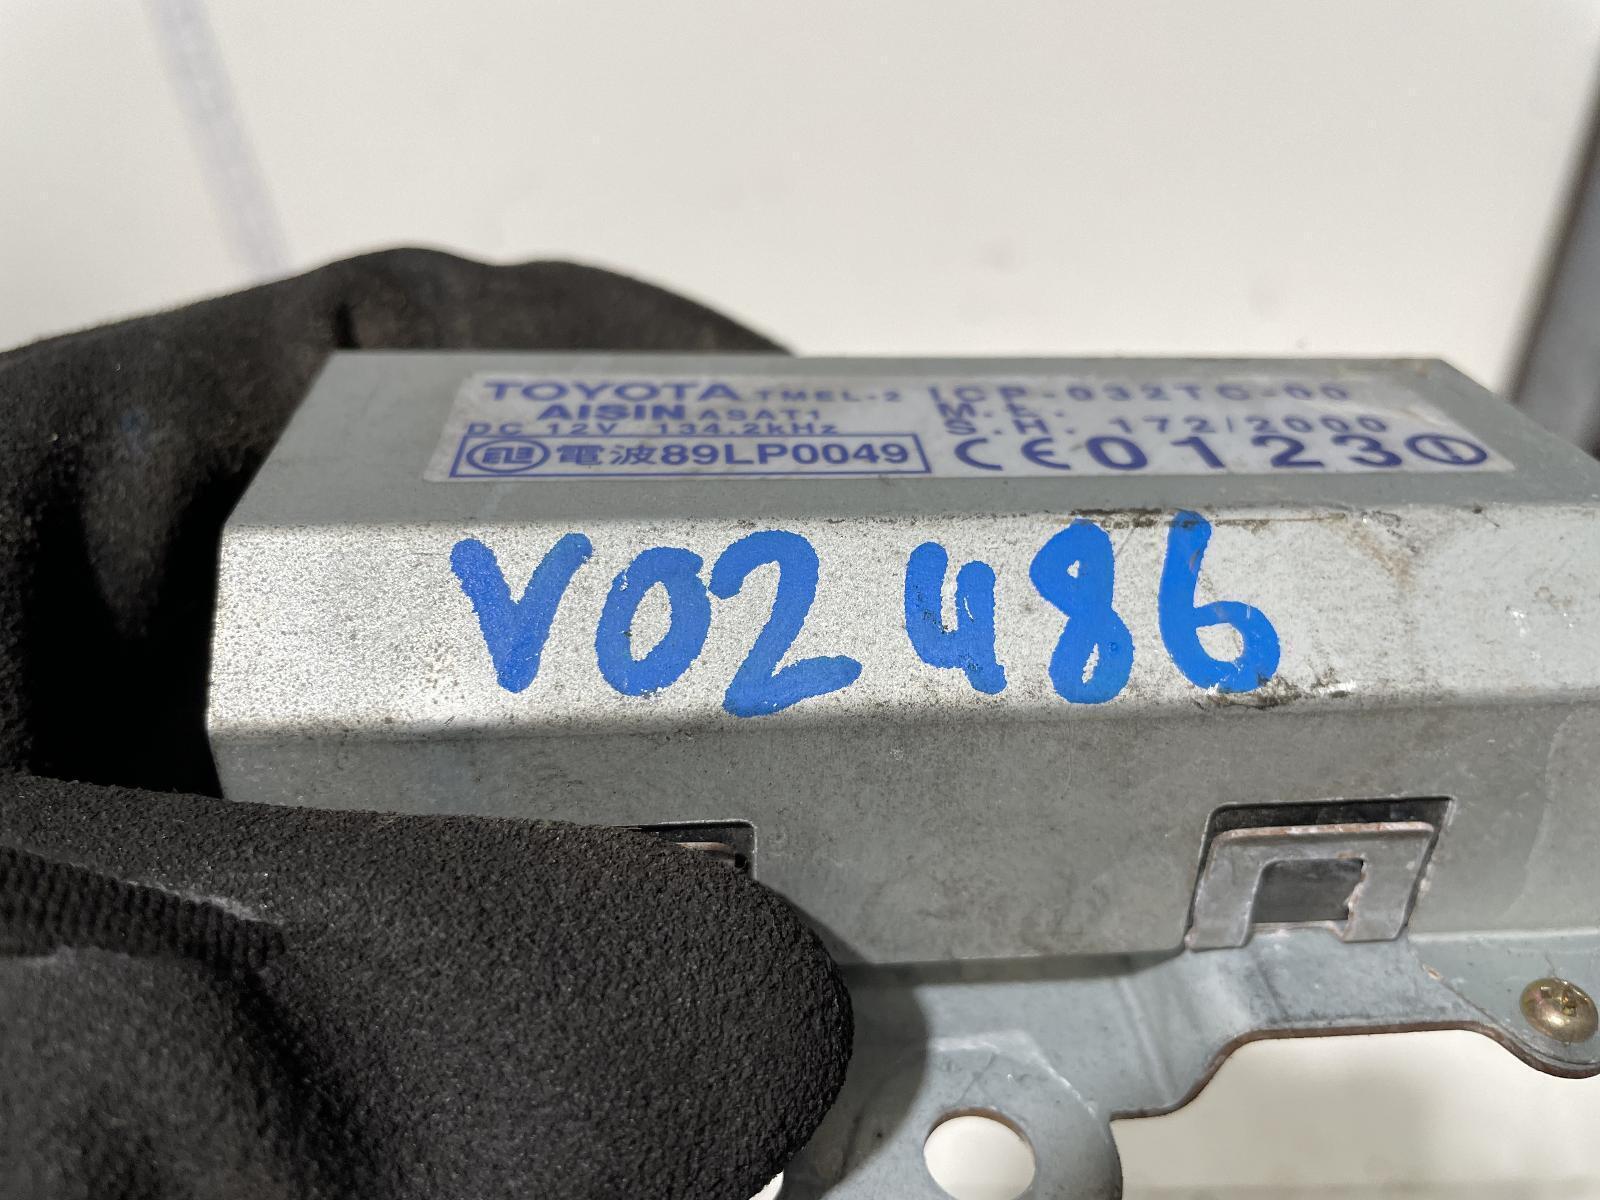 TOYOTA TMEL-2 ICP-032TC-00
AISIN ASAT1 M.E.
DC 12V 134.2kHz S.H. 172/2000
電波89LP0049 CE0123
V02486